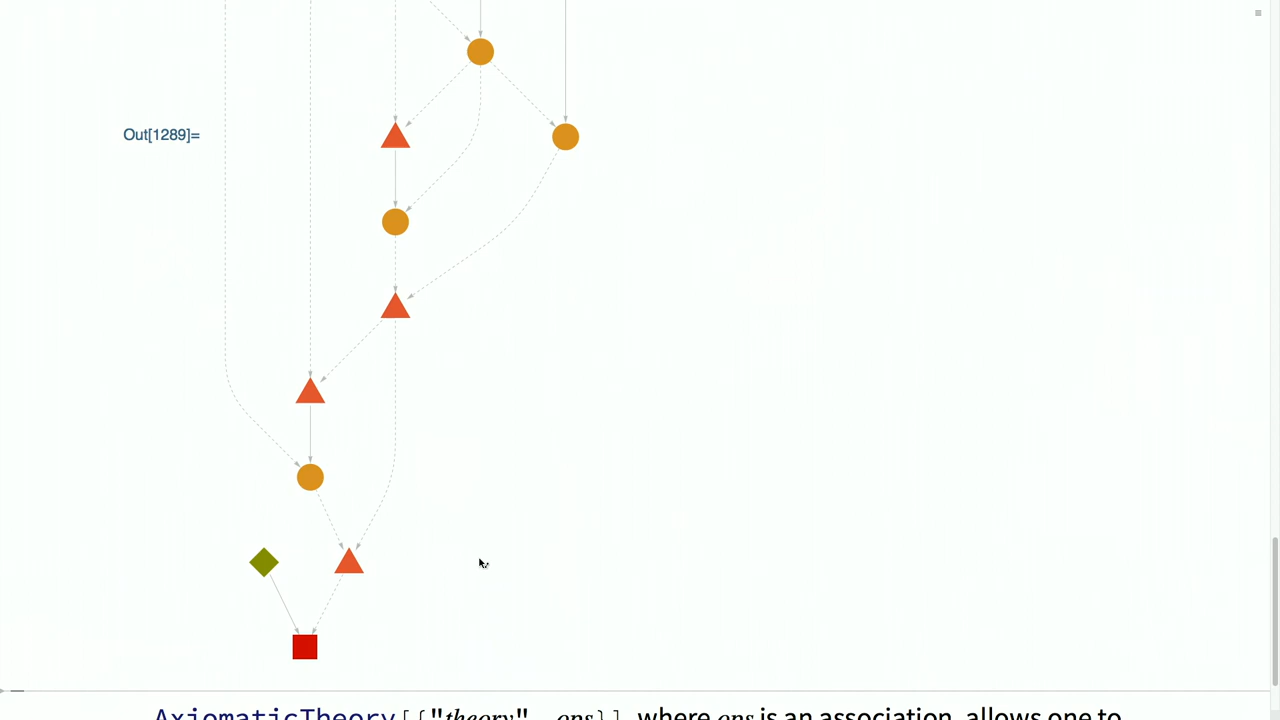 Out[1289]=
AxiomaticTheory[{"theory", ops}], where ops is an association, allows one to